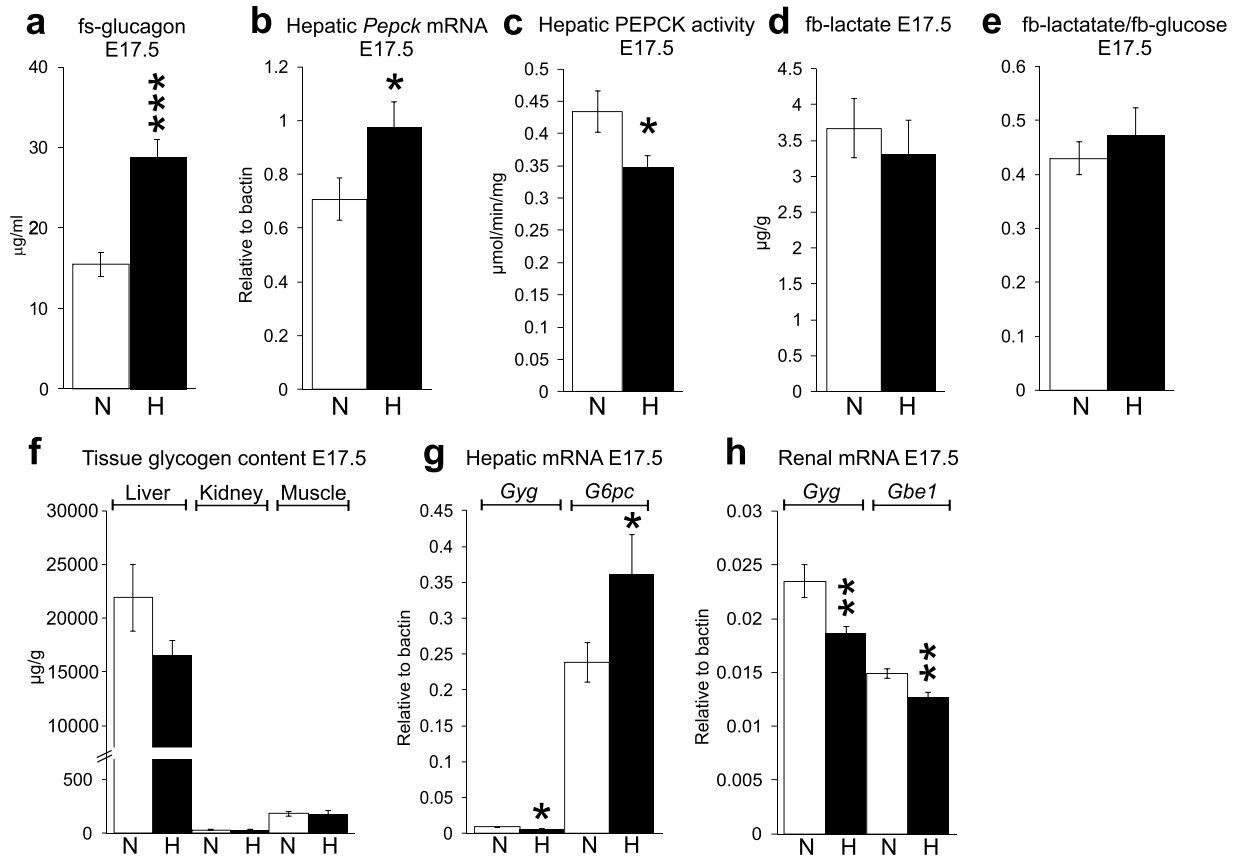 a
fs-glucagon
E17.5
40
30
20
10
0
µg/ml
***
N H
b
Hepatic Pepck mRNA
E17.5
1.2
1
0.8
0.6
0.4
0.2
0
Relative to bactin
*
N H
c
Hepatic PEPCK activity
E17.5
0.5
0.45
0.4
0.35
0.3
0.25
0.2
0.15
0.1
0.05
0
µmol/min/mg
*
N H
d
fb-lactate E17.5
4.5
4
3.5
3
2.5
2
1.5
1
0.5
0
µg/g
N H
e
fb-lactatate/fb-glucose
E17.5
0.6
0.5
0.4
0.3
0.2
0.1
0
N H
f
Tissue glycogen content E17.5
Liver Kidney Muscle
30000
25000
20000
15000
10000
500
0
µg/g
N H N H N H
g
Hepatic mRNA E17.5
Gyg G6pc
0.45
0.4
0.35
0.3
0.25
0.2
0.15
0.1
0.05
0
Relative to bactin
* *
N H N H
h
Renal mRNA E17.5
Gyg Gbe1
0.03
0.025
0.02
0.015
0.01
0.005
0
Relative to bactin
** **
N H N H